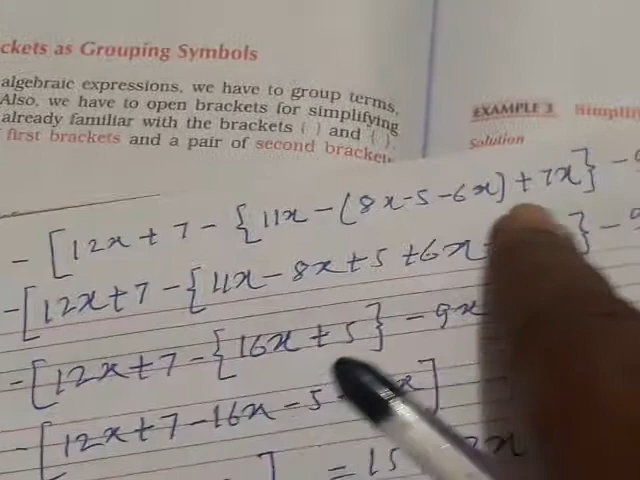 ckets as Grouping Symbols
algebraic expressions, we have to group terms,
Also, we have to open brackets for simplifying
already familiar with the brackets ( ) and { }.
first brackets and a pair of second bracket
EXAMPLE 3
Solution
- [12x + 7 - {11x - (8x - 5 - 6x) + 7x} -
- [12x + 7 - {11x - 8x + 5 + 6x } -
- [12x + 7 - {16x + 5} - 9x
- [12x + 7 - 16x - 5 x]
] = 15 x